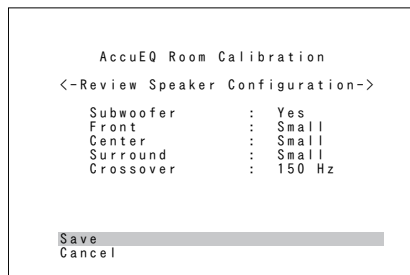 AccuEQ Room Calibration
<-Review Speaker Configuration->
Subwoofer : Yes
Front : Small
Center : Small
Surround : Small
Crossover : 150 Hz
Save
Cancel